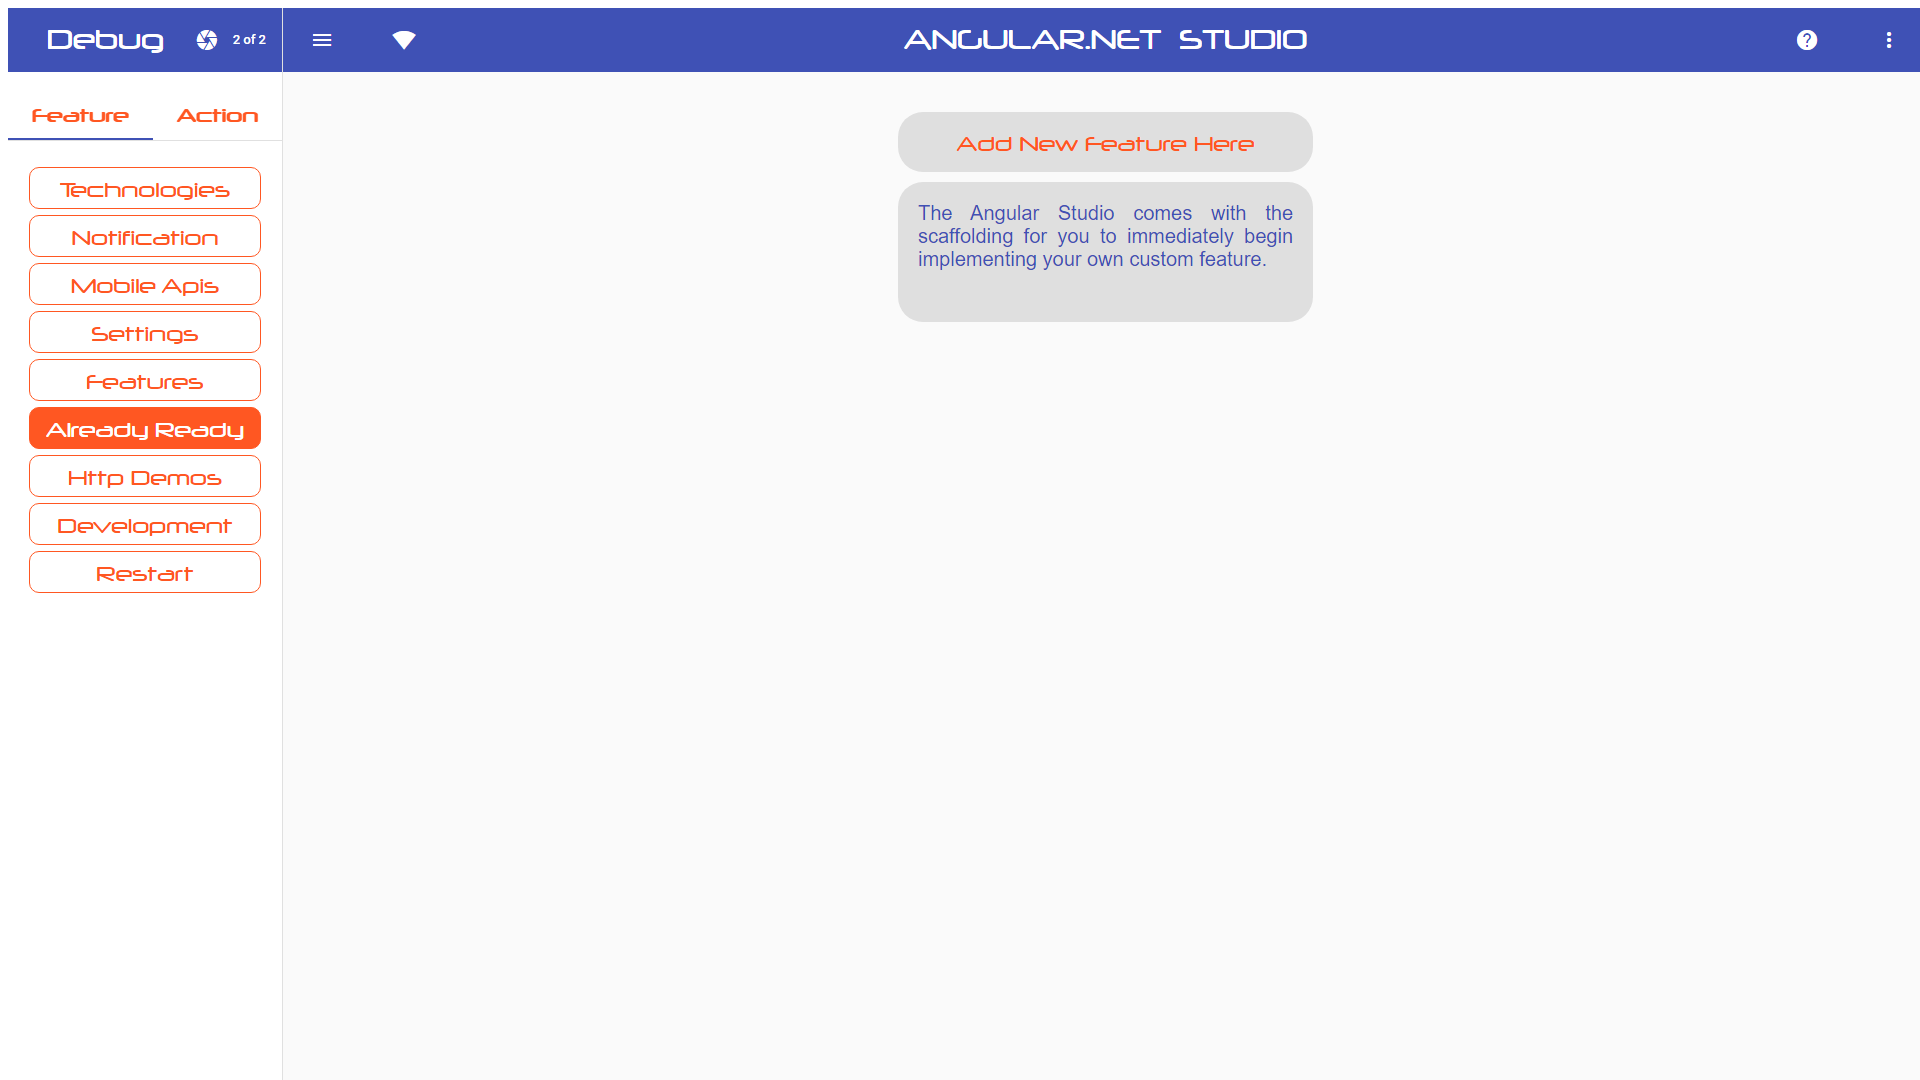 Debug
2 of 2
ANGULAR.NET STUDIO
Feature
Action
Technologies
Notification
Mobile Apis
Settings
Features
Already Ready
Http Demos
Development
Restart
Add New Feature Here
The Angular Studio comes with the
scaffolding for you to immediately begin
implementing your own custom feature.